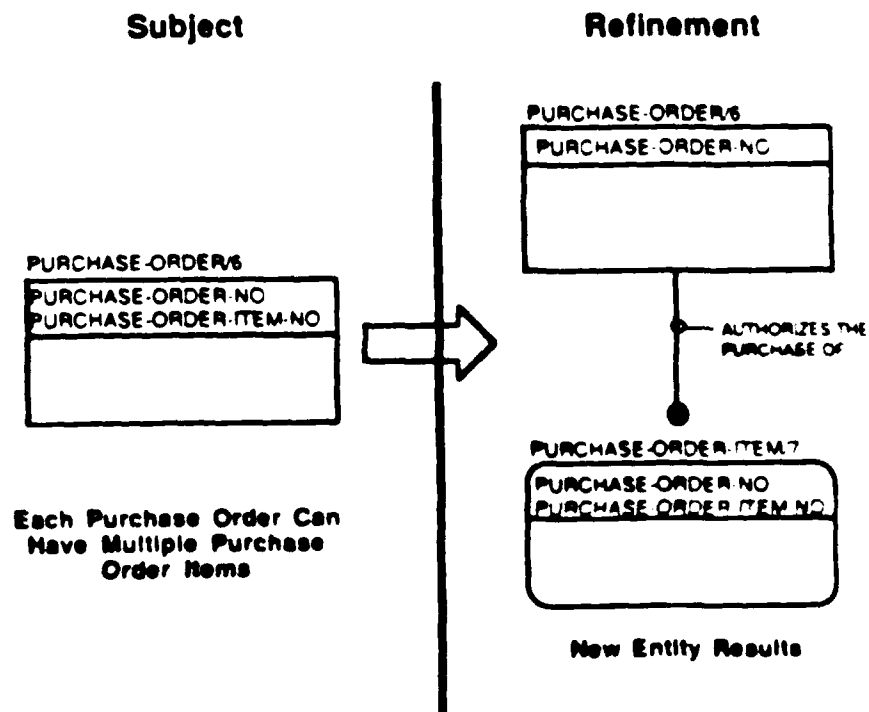 Subject
PURCHASE-ORDER/6
PURCHASE-ORDER-NO
PURCHASE-ORDER-ITEM-NO
Each Purchase Order Can
Have Multiple Purchase
Order Items
Refinement
PURCHASE-ORDER/6
PURCHASE-ORDER-NO
AUTHORIZES THE
PURCHASE OF
PURCHASE-ORDER-ITEM/7
PURCHASE-ORDER-NO
PURCHASE-ORDER-ITEM-NO
New Entity Results